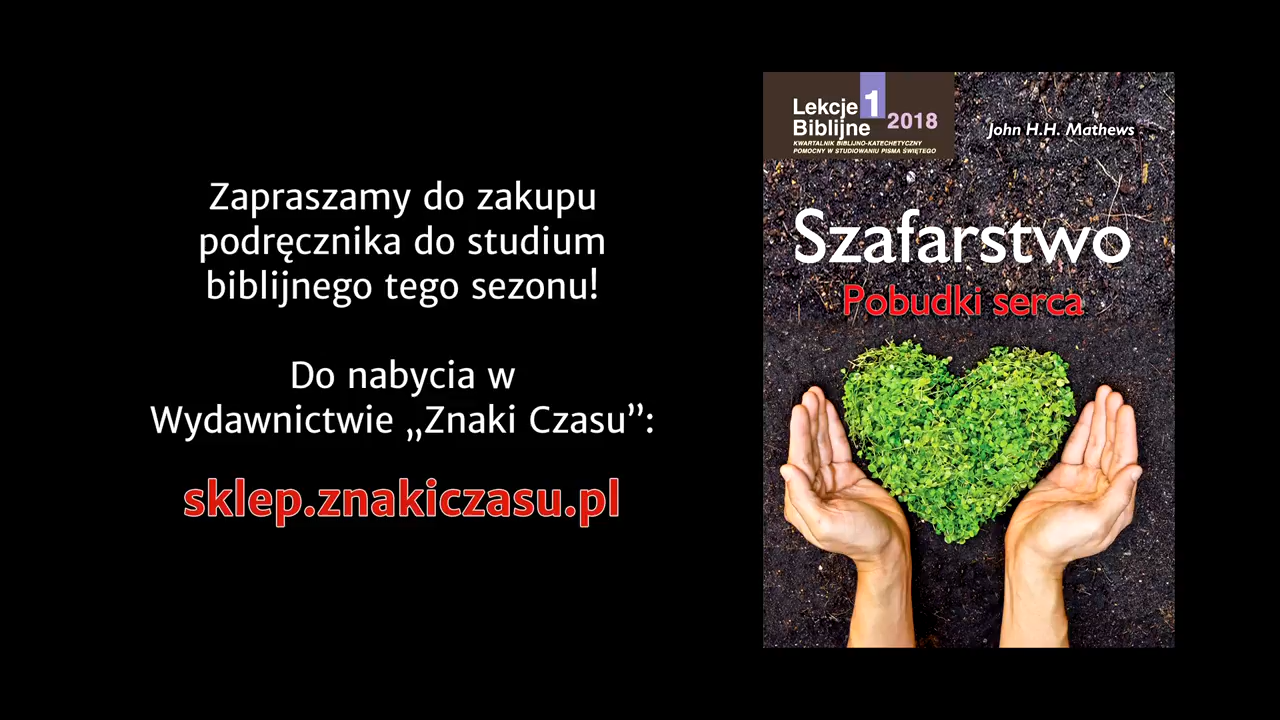 Zapraszamy do zakupu
podręcznika do studium
biblijnego tego sezonu!
Do nabycia w
Wydawnictwie „Znaki Czasu”:
sklep.znakiczasu.pl
Lekcje 1
Biblijne 2018
KWARTALNIK BIBLIJNO-KATECHETYCZNY
POMOCNY W STUDIOWANIU PISMA ŚWIĘTEGO
John H.H. Mathews
Szafarstwo
Pobudki serca